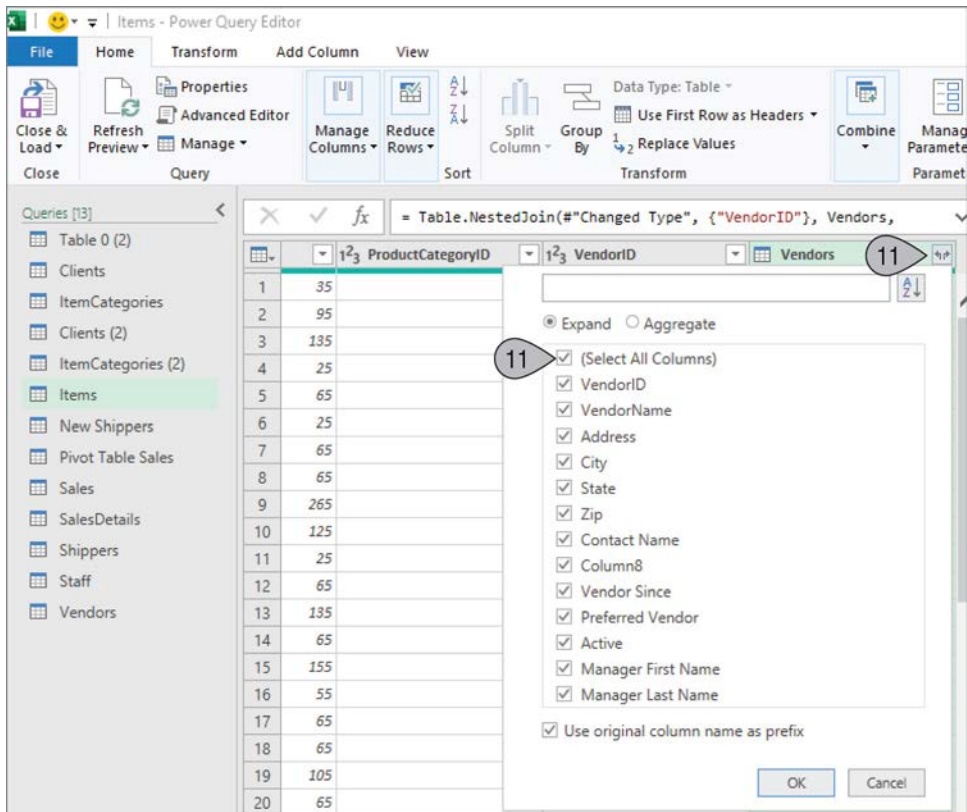 Items - Power Query Editor
File Home Transform Add Column View
Close & Load
Refresh Preview
Properties
Advanced Editor
Manage
Manage Columns
Reduce Rows
Split Column
Group By
Data Type: Table
Use First Row as Headers
1 2 Replace Values
Combine
Manag
Paramete
Close Query Sort Transform Paramet
Queries [13]
fx = Table.NestedJoin(#"Changed Type", {"VendorID"}, Vendors,
Table 0 (2)
Clients
ItemCategories
Clients (2)
ItemCategories (2)
Items
New Shippers
Pivot Table Sales
Sales
SalesDetails
Shippers
Staff
Vendors
123 ProductCategoryID 123 VendorID Vendors 11
1 35
2 95
3 135
4 25
5 65
6 25
7 65
8 65
9 265
10 125
11 25
12 65
13 135
14 65
15 155
16 55
17 65
18 65
19 105
20 65
A Z
Expand Aggregate
11 (Select All Columns)
VendorID
VendorName
Address
City
State
Zip
Contact Name
Column8
Vendor Since
Preferred Vendor
Active
Manager First Name
Manager Last Name
Use original column name as prefix
OK Cancel